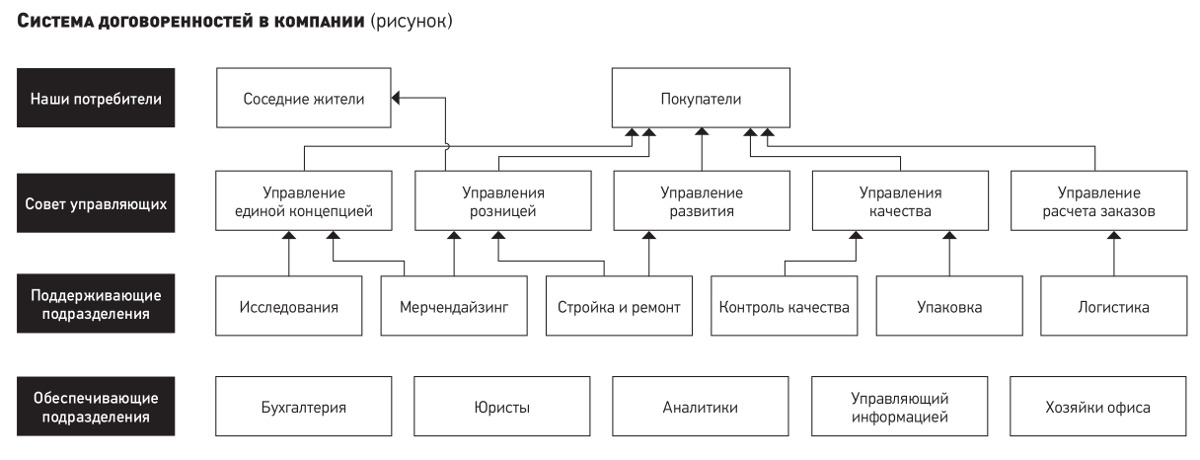 Система договоренностей в компании (рисунок)
Наши потребители
Соседние жители
Покупатели
Совет управляющих
Управление
единой концепцией
Управления
розницей
Управление
развития
Управления
качества
Управление
расчета заказов
Поддерживающие
подразделения
Исследования
Мерчендайзинг
Стройка и ремонт
Контроль качества
Упаковка
Логистика
Обеспечивающие
подразделения
Бухгалтерия
Юристы
Аналитики
Управляющий
информацией
Хозяйки офиса